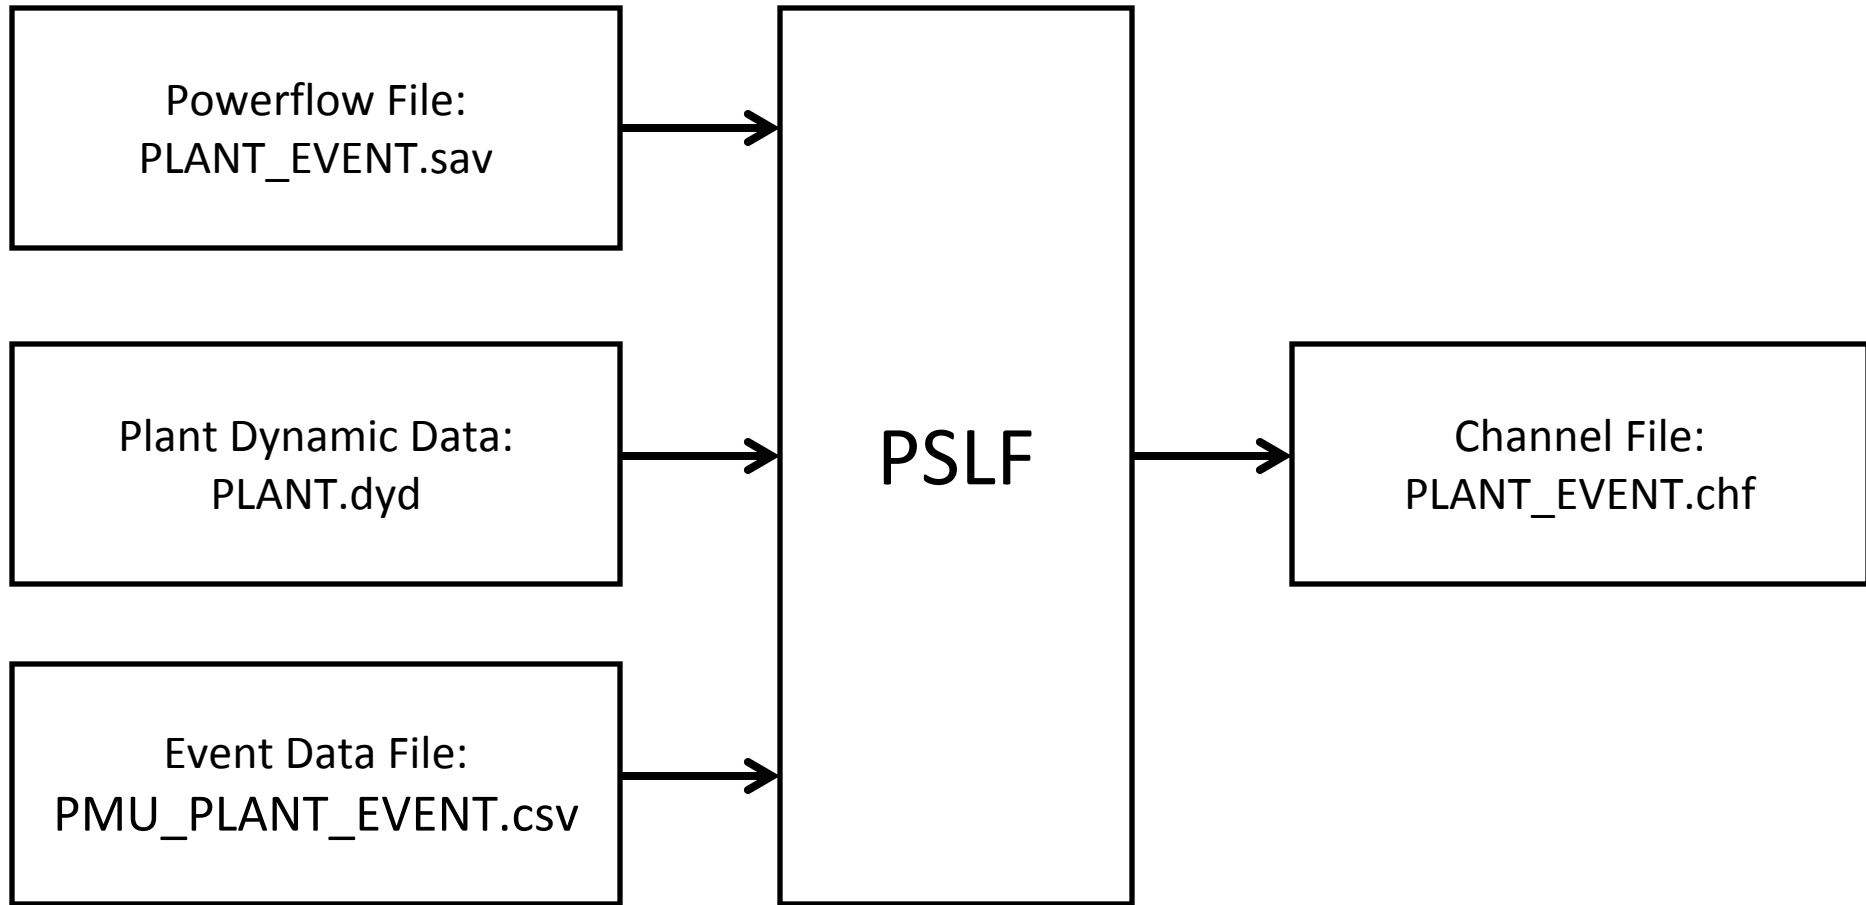 Powerflow File:
PLANT_EVENT.sav
Plant Dynamic Data:
PLANT.dyd
Event Data File:
PMU_PLANT_EVENT.csv
PSLF
Channel File:
PLANT_EVENT.chf